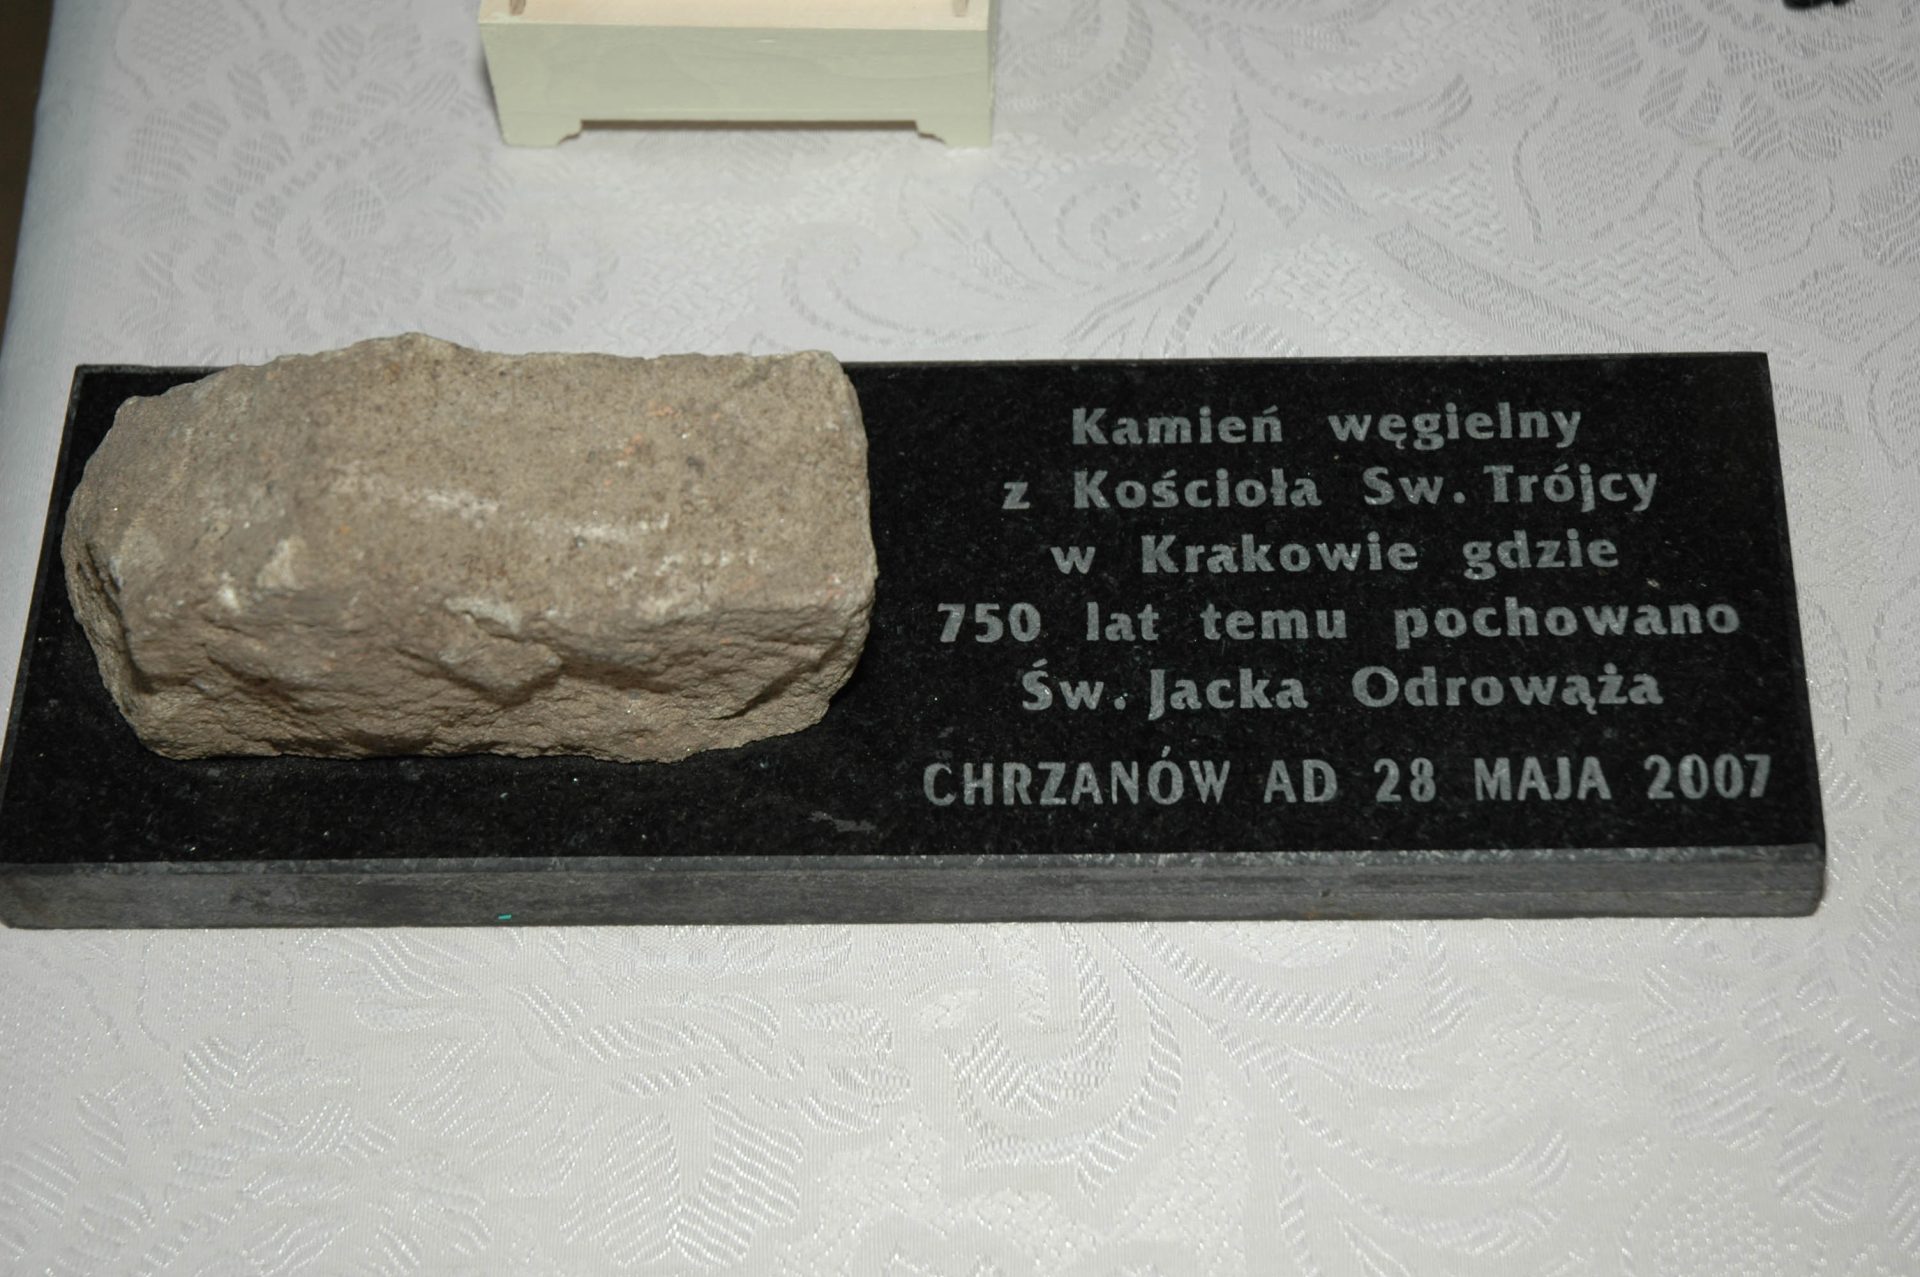 Kamień węgielny
z Kościoła Sw. Trójcy
w Krakowie gdzie
750 lat temu pochowano
Św. Jacka Odrowąża
CHRZANÓW AD 28 MAJA 2007